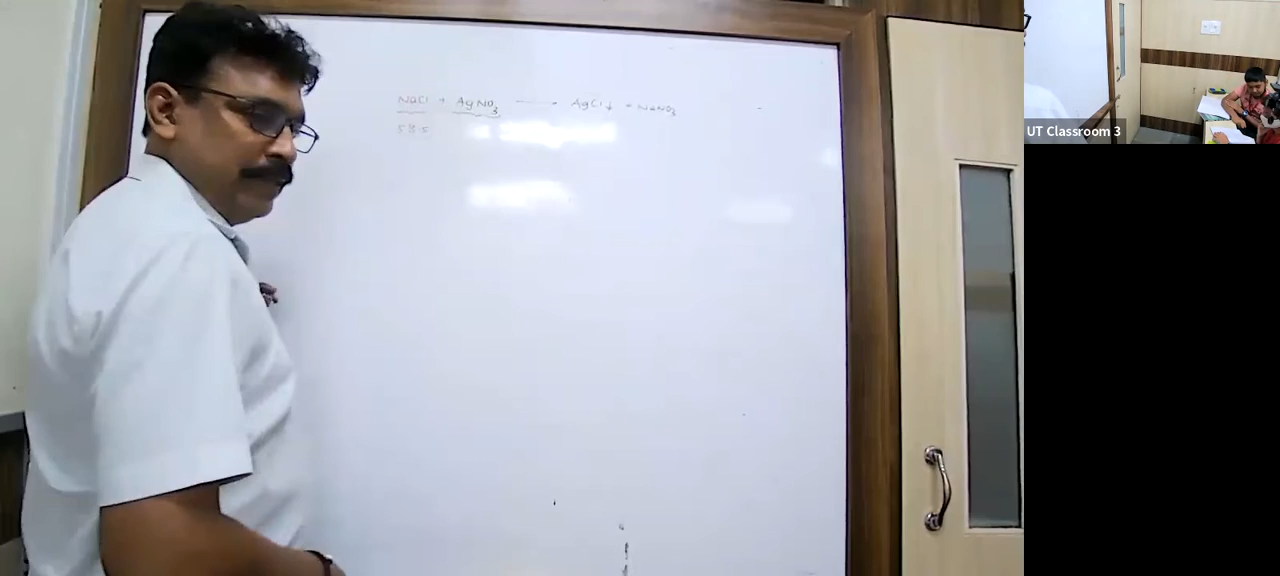 NaCl + AgNO3 → AgCl↓ + NaNO3
58.5
UT Classroom 3